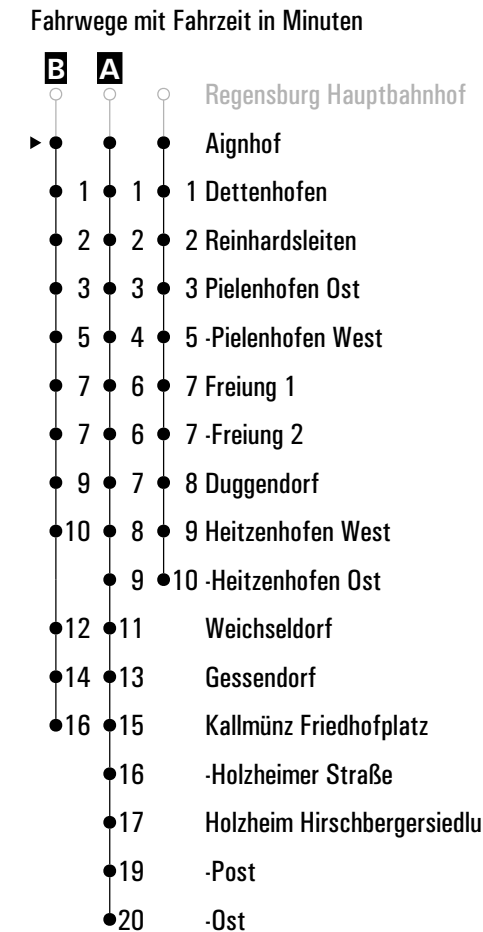 Fahrwege mit Fahrzeit in Minuten
B A
Regensburg Hauptbahnhof
Aignhof
1 1 1 Dettenhofen
2 2 2 Reinhardsleiten
3 3 3 Pielenhofen Ost
5 4 5 -Pielenhofen West
7 6 7 Freiung 1
7 6 7 -Freiung 2
9 7 8 Duggendorf
10 8 9 Heitzenhofen West
9 10 -Heitzenhofen Ost
12 11 Weichseldorf
14 13 Gessendorf
16 15 Kallmünz Friedhofplatz
16 -Holzheimer Straße
17 Holzheim Hirschbergersiedlu
19 -Post
20 -Ost